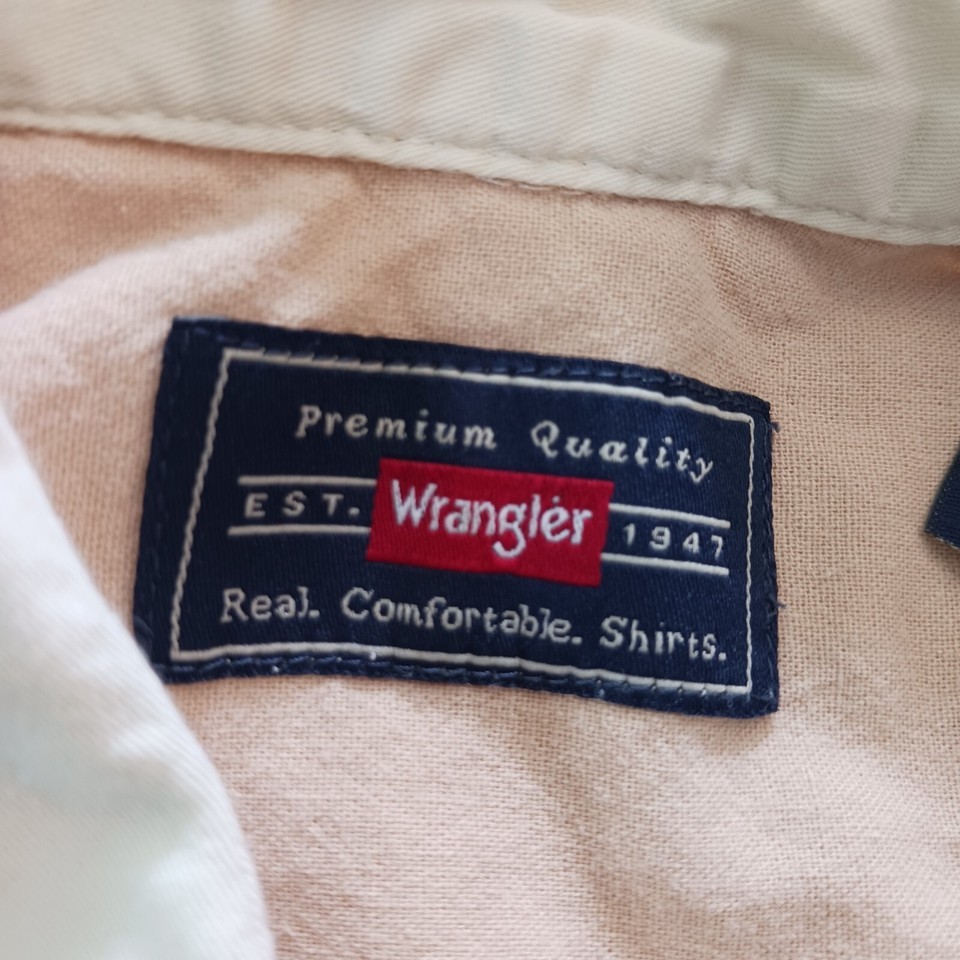 Premium Quality
EST. Wrangler 1947
Real. Comfortable. Shirts.